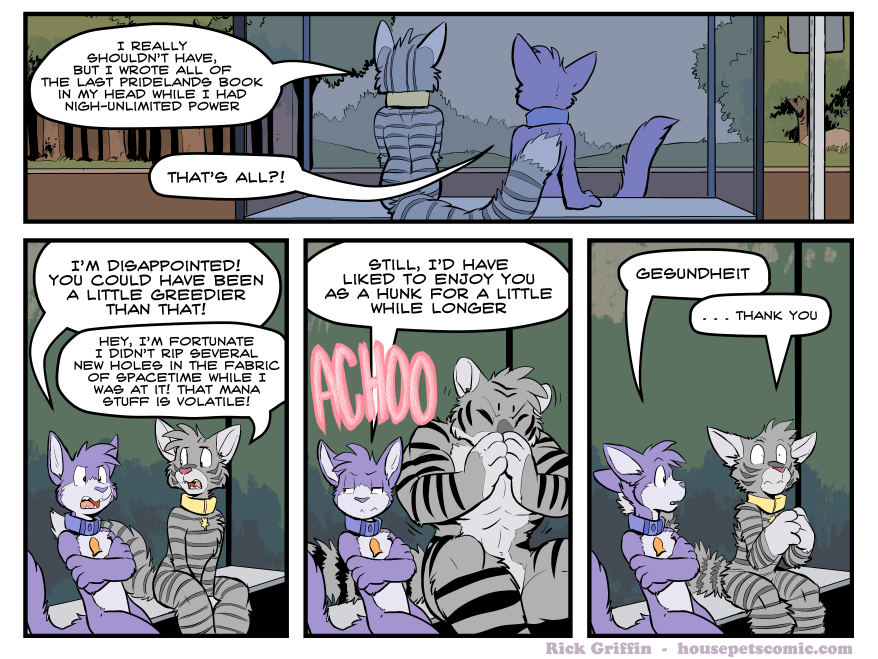 I REALLY
SHOULDN'T HAVE,
BUT I WROTE ALL OF
THE LAST PRIDELANDS BOOK
IN MY HEAD WHILE I HAD
NIGH-UNLIMITED POWER
THAT'S ALL?!
I'M DISAPPOINTED!
YOU COULD HAVE BEEN
A LITTLE GREEDIER
THAN THAT!
HEY, I'M FORTUNATE
I DIDN'T RIP SEVERAL
NEW HOLES IN THE FABRIC
OF SPACETIME WHILE I
WAS AT IT! THAT MANA
STUFF IS VOLATILE!
STILL, I'D HAVE
LIKED TO ENJOY YOU
AS A HUNK FOR A LITTLE
WHILE LONGER
ACHOO
GESUNDHEIT
. . . THANK YOU
Rick Griffin - housepetscomic.com